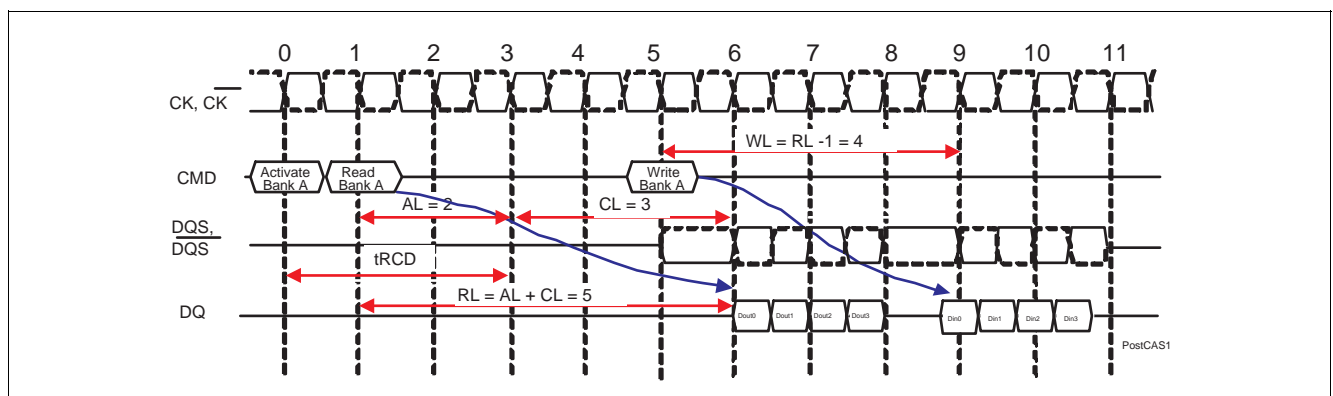 0 1 2 3 4 5 6 7 8 9 10 11
CK, C̅K̅
WL = RL -1 = 4
CMD
Activate Bank A
Read Bank A
Write Bank A
AL = 2
CL = 3
DQS,
D̅Q̅S̅
tRCD
RL = AL + CL = 5
DQ
Dout0 Dout1 Dout2 Dout3 Din0 Din1 Din2 Din3
PostCAS1